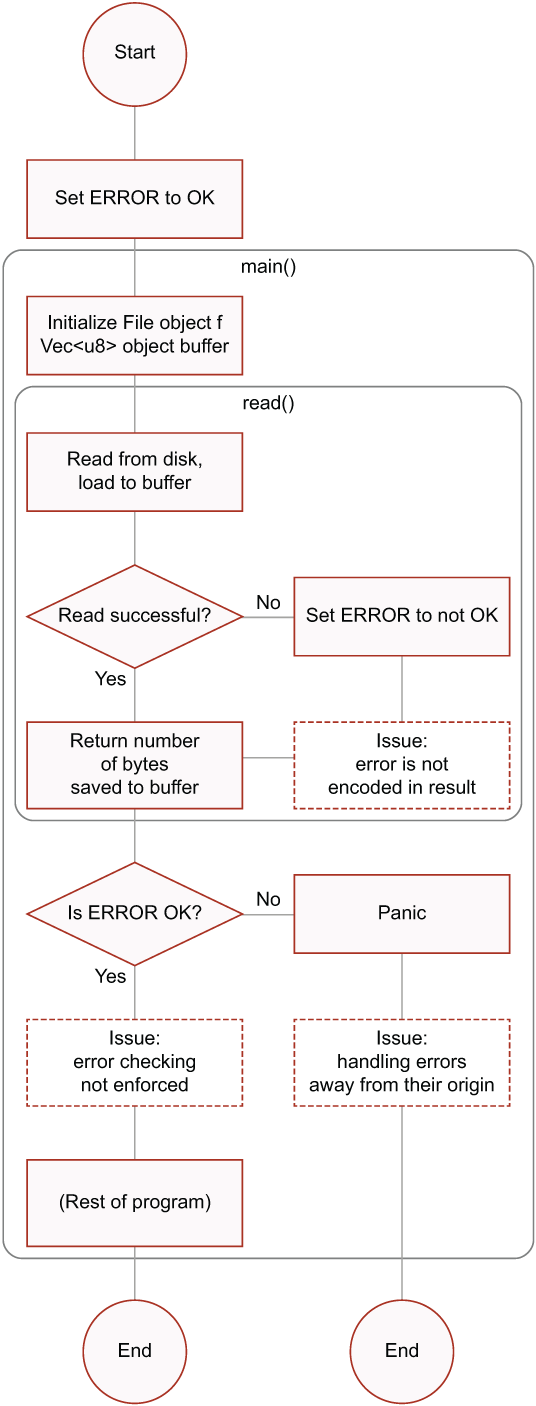 Start
Set ERROR to OK
main()
Initialize File object f
Vec<u8> object buffer
read()
Read from disk,
load to buffer
Read successful?
No
Set ERROR to not OK
Yes
Return number
of bytes
saved to buffer
Issue:
error is not
encoded in result
Is ERROR OK?
No
Panic
Yes
Issue:
error checking
not enforced
Issue:
handling errors
away from their origin
(Rest of program)
End
End